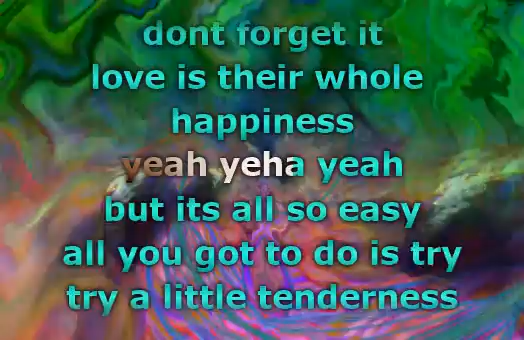 dont forget it
love is their whole
happiness
yeah yeha yeah
but its all so easy
all you got to do is try
try a little tenderness